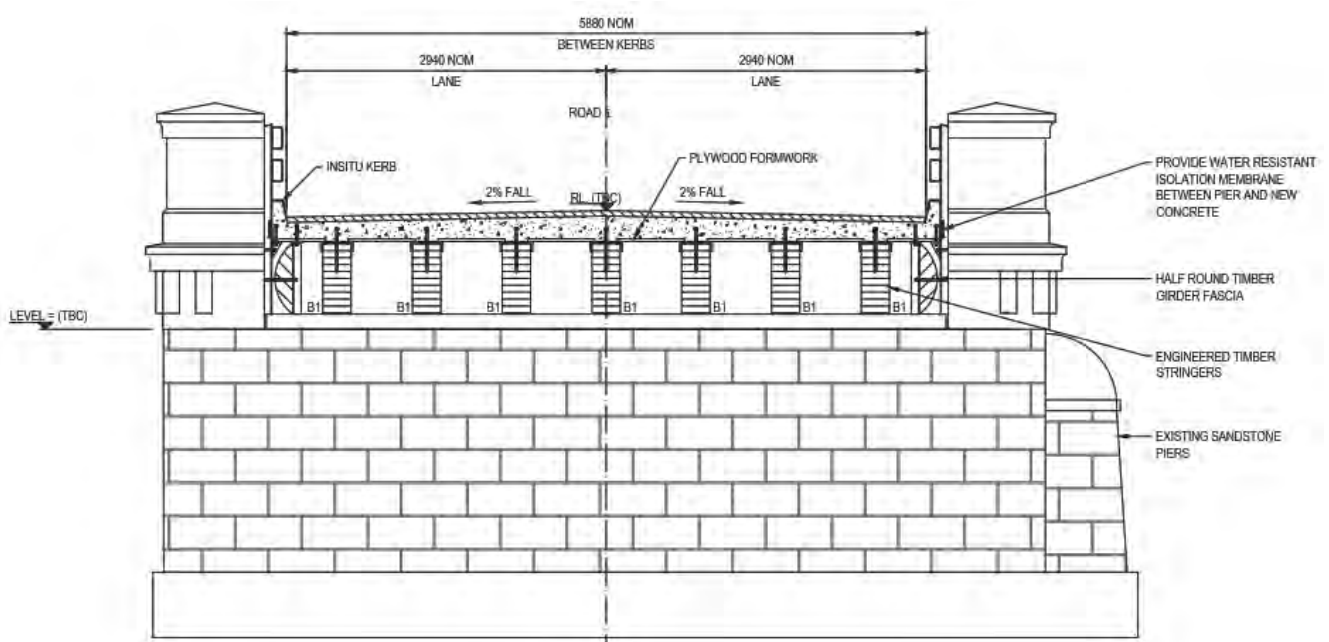 5880 NOM
BETWEEN KERBS
2940 NOM
LANE
2940 NOM
LANE
ROAD ℄
INSITU KERB
PLYWOOD FORMWORK
2% FALL
RL. (TBC)
2% FALL
PROVIDE WATER RESISTANT
ISOLATION MEMBRANE
BETWEEN PIER AND NEW
CONCRETE
HALF ROUND TIMBER
GIRDER FASCIA
B1
B1
B1
B1
B1
B1
B1
LEVEL = (TBC)
ENGINEERED TIMBER
STRINGERS
EXISTING SANDSTONE
PIERS